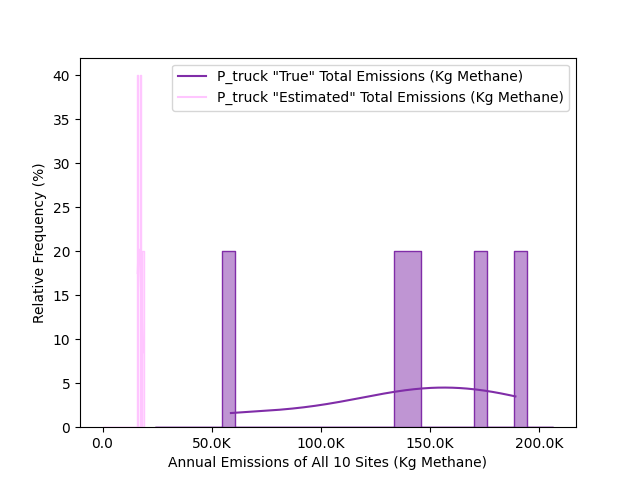 P_truck "True" Total Emissions (Kg Methane)
P_truck "Estimated" Total Emissions (Kg Methane)
Relative Frequency (%)
40
35
30
25
20
15
10
5
0
0.0 50.0K 100.0K 150.0K 200.0K
Annual Emissions of All 10 Sites (Kg Methane)